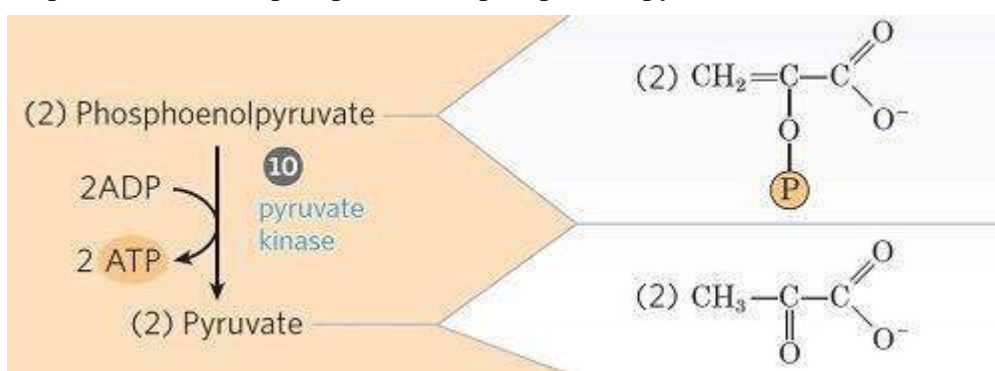 (2) Phosphoenolpyruvate
10
2ADP
pyruvate
kinase
2 ATP
(2) Pyruvate
O
(2) CH₂=C—C
O⁻
O
P
O
(2) CH₃—C—C
O⁻
O